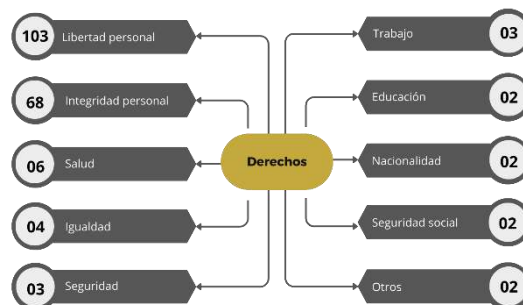 103 Libertad personal
68 Integridad personal
06 Salud
04 Igualdad
03 Seguridad
Derechos
Trabajo 03
Educación 02
Nacionalidad 02
Seguridad social 02
Otros 02